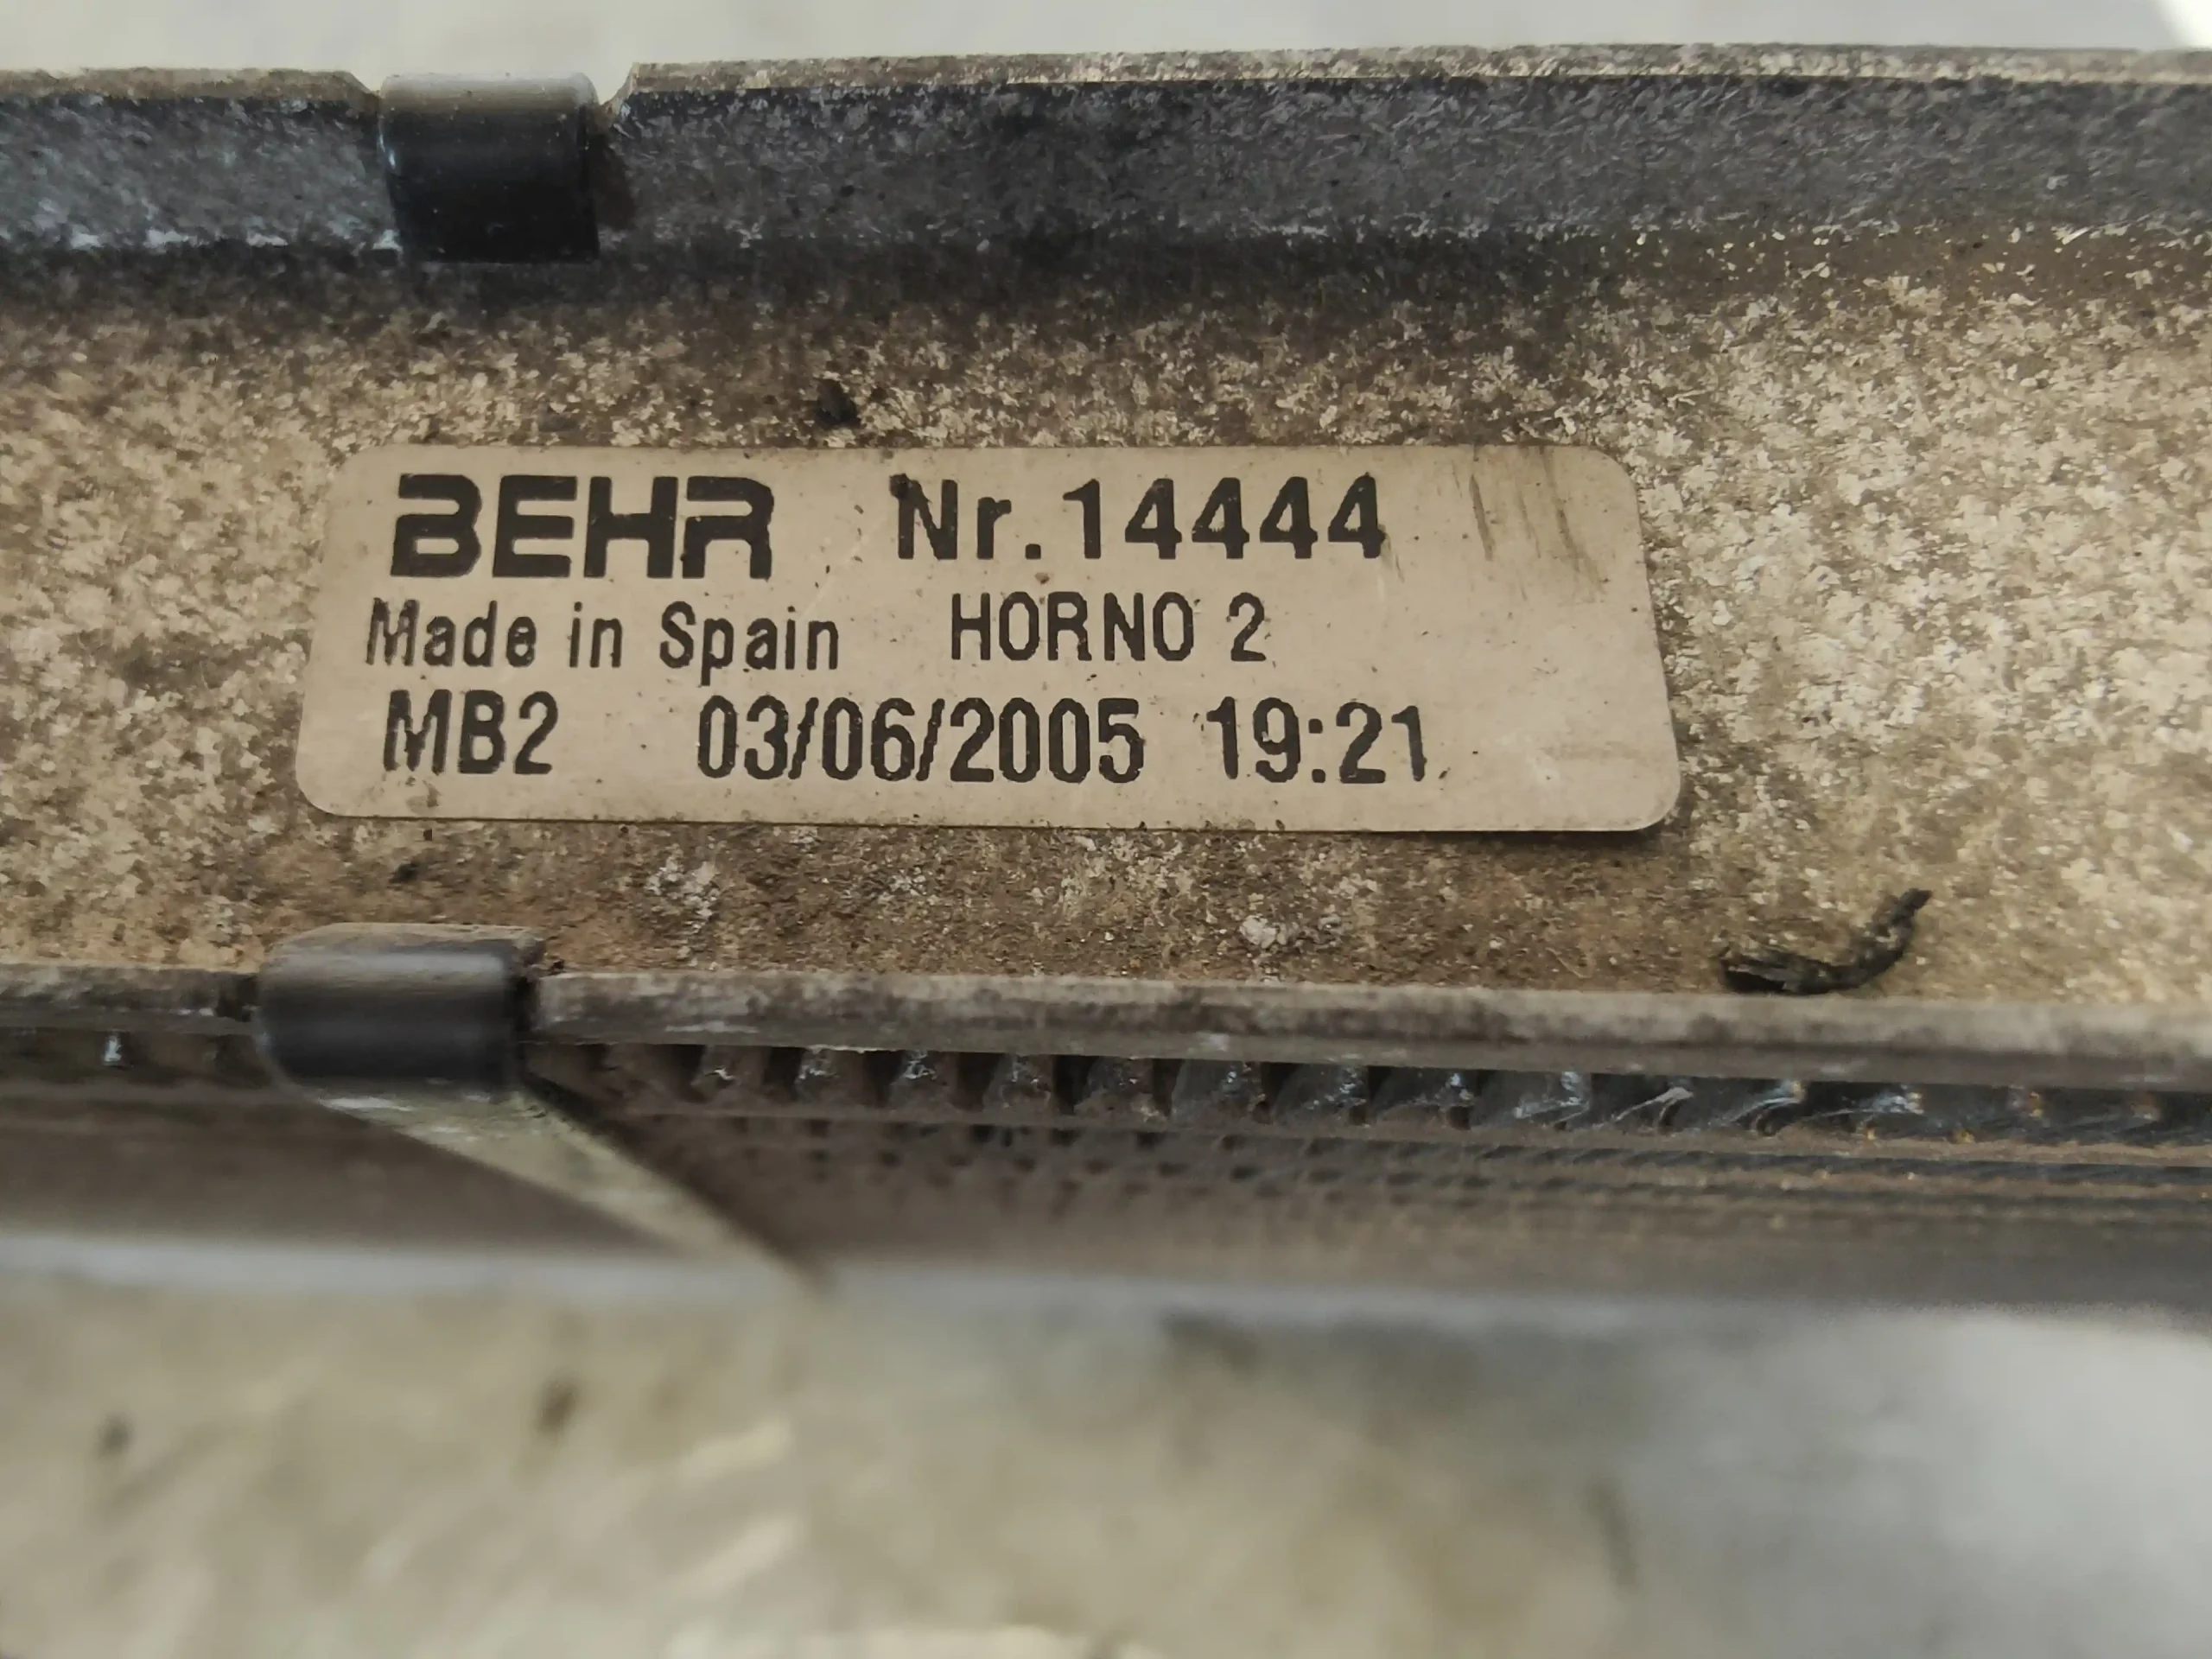 BEHR Nr.14444
Made in Spain HORNO 2
MB2 03/06/2005 19:21